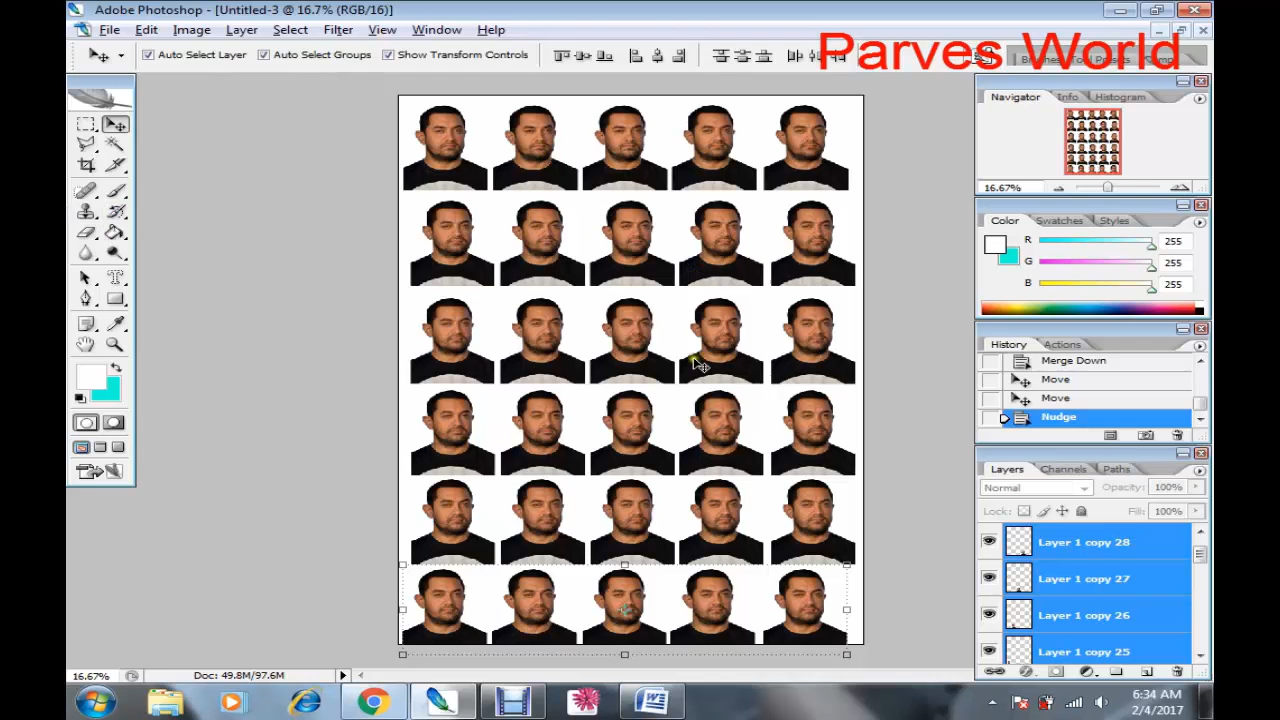 Adobe Photoshop - [Untitled-3 @ 16.7% (RGB/16)]
File Edit Image Layer Select Filter View Window Help
Auto Select Layer Auto Select Groups Show Transform Controls
Parves World
Navigator Info Histogram
16.67%
Color Swatches Styles
R 255
G 255
B 255
History Actions
Merge Down
Move
Move
Nudge
Layers Channels Paths
Normal Opacity: 100%
Lock: Fill: 100%
Layer 1 copy 28
Layer 1 copy 27
Layer 1 copy 26
Layer 1 copy 25
16.67% Doc: 49.8M/97.6M
6:34 AM
2/4/2017